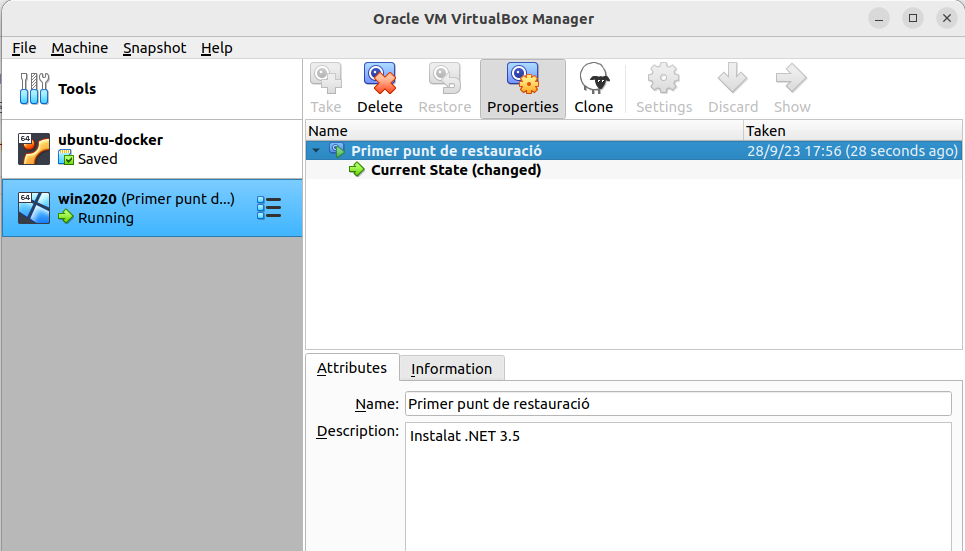 Oracle VM VirtualBox Manager
File Machine Snapshot Help
Tools
64
ubuntu-docker
Saved
64
win2020 (Primer punt d...)
Running
Take Delete Restore Properties Clone Settings Discard Show
Name Taken
Primer punt de restauració 28/9/23 17:56 (28 seconds ago)
Current State (changed)
Attributes Information
Name: Primer punt de restauració
Description: Instalat .NET 3.5